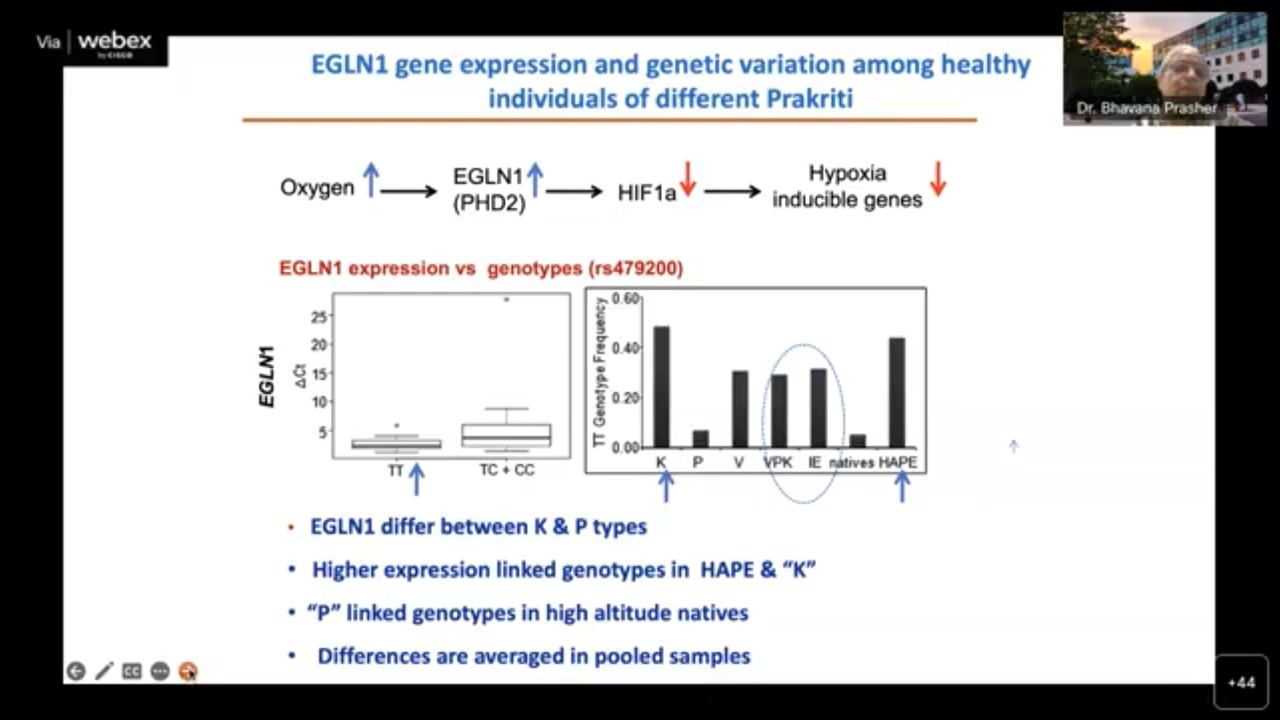 Via | webex
by CISCO
EGLN1 gene expression and genetic variation among healthy
individuals of different Prakriti
Dr. Bhavana Prasher
Oxygen
EGLN1
(PHD2)
HIF1a
Hypoxia
inducible genes
EGLN1 expression vs genotypes (rs479200)
EGLN1
ΔCt
25
20
15
10
5
TT
TC + CC
TT Genotype Frequency
0.60
0.40
0.20
0.00
K P V VPK IE natives HAPE
• EGLN1 differ between K & P types
• Higher expression linked genotypes in HAPE & “K”
• “P” linked genotypes in high altitude natives
• Differences are averaged in pooled samples
CC
+44